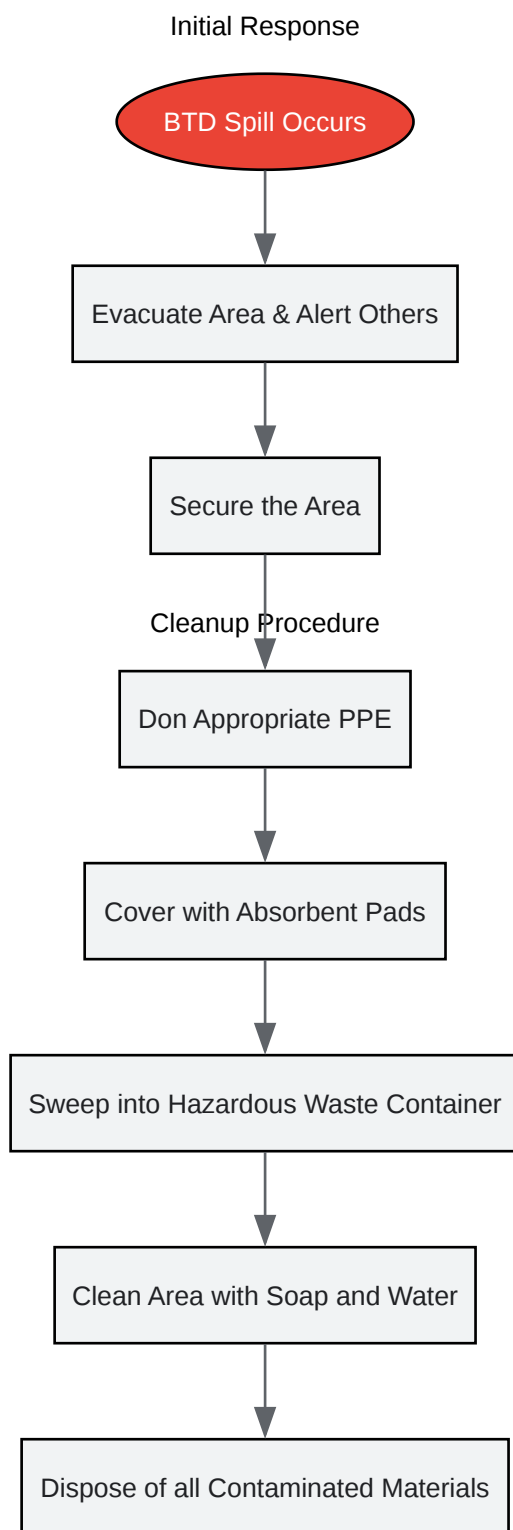 Initial Response
BTD Spill Occurs
Evacuate Area & Alert Others
Secure the Area
Cleanup Procedure
Don Appropriate PPE
Cover with Absorbent Pads
Sweep into Hazardous Waste Container
Clean Area with Soap and Water
Dispose of all Contaminated Materials